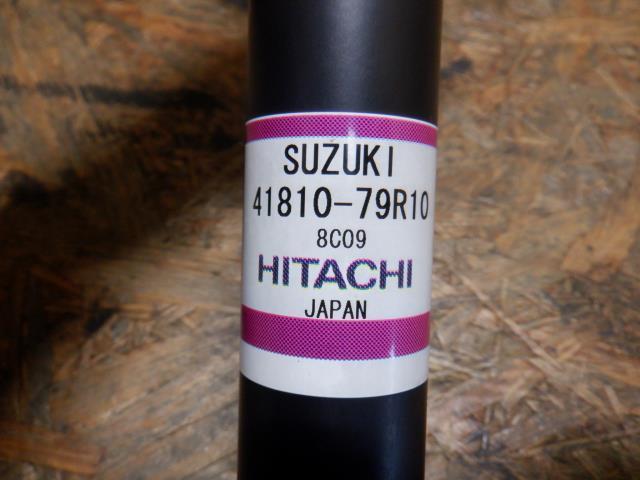 SUZUKI
41810-79R10
8C09
HITACHI
JAPAN